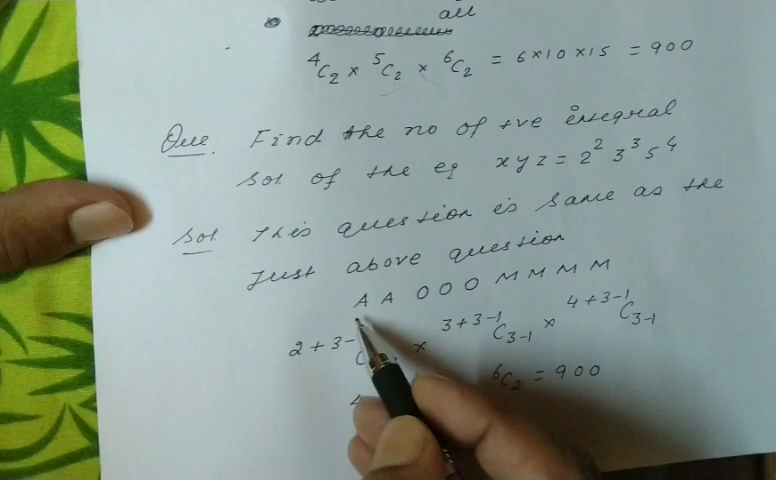 all
⁴C₂ × ⁵C₂ × ⁶C₂ = 6×10×15 = 900
Que. Find the no of +ve integral
sol. of the eq xyz = 2² 3³ 5⁴
Sol. This question is same as the
Just above question
A A O O O M M M M
2+3- C × ³⁺³⁻¹C₃₋₁ × ⁴⁺³⁻¹C₃₋₁
⁶C₂ = 900